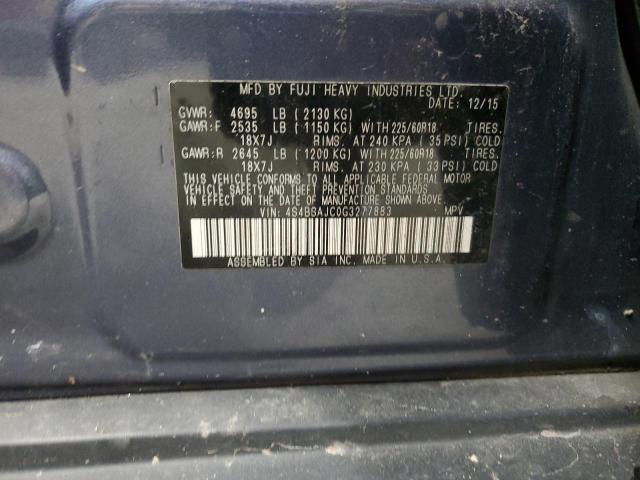 MFD BY FUJI HEAVY INDUSTRIES LTD.
DATE: 12/15
GVWR: 4695 LB ( 2130 KG)
GAWR:F 2535 LB ( 1150 KG) WITH 225/60R18 TIRES.
18X7J RIMS. AT 240 KPA ( 35 PSI) COLD
GAWR:R 2645 LB ( 1200 KG) WITH 225/60R18 TIRES.
18X7J RIMS. AT 230 KPA ( 33 PSI) COLD
THIS VEHICLE CONFORMS TO ALL APPLICABLE FEDERAL MOTOR
VEHICLE SAFETY, BUMPER, AND THEFT PREVENTION STANDARDS
IN EFFECT ON THE DATE OF MANUFACTURE SHOWN ABOVE.
VIN: 4S4BSAJC0G3277883 MPV
ASSEMBLED BY SIA INC. MADE IN U.S.A.